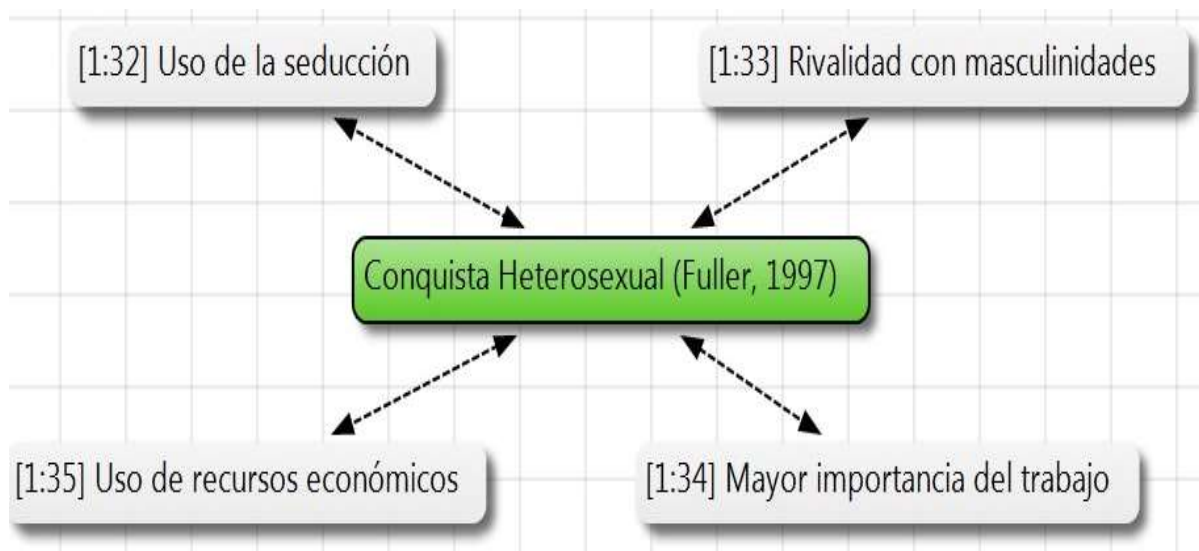 [1:32] Uso de la seducción
[1:33] Rivalidad con masculinidades
Conquista Heterosexual (Fuller, 1997)
[1:35] Uso de recursos económicos
[1:34] Mayor importancia del trabajo